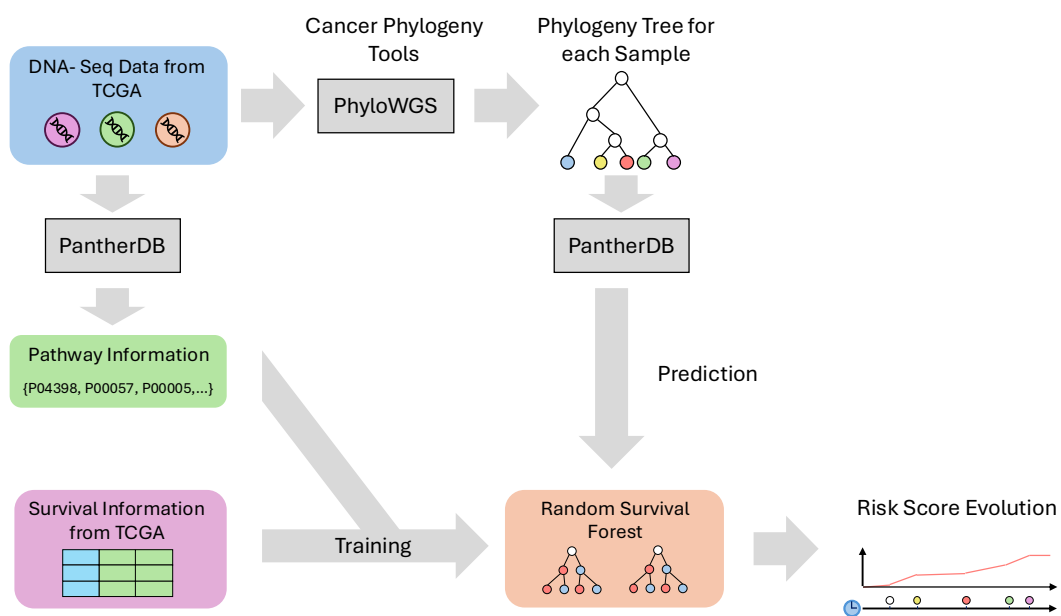 Cancer Phylogeny
Tools
Phylogeny Tree for
each Sample
DNA- Seq Data from
TCGA
PhyloWGS
PantherDB
PantherDB
Pathway Information
{P04398, P00057, P00005,...}
Prediction
Survival Information
from TCGA
Training
Random Survival
Forest
Risk Score Evolution